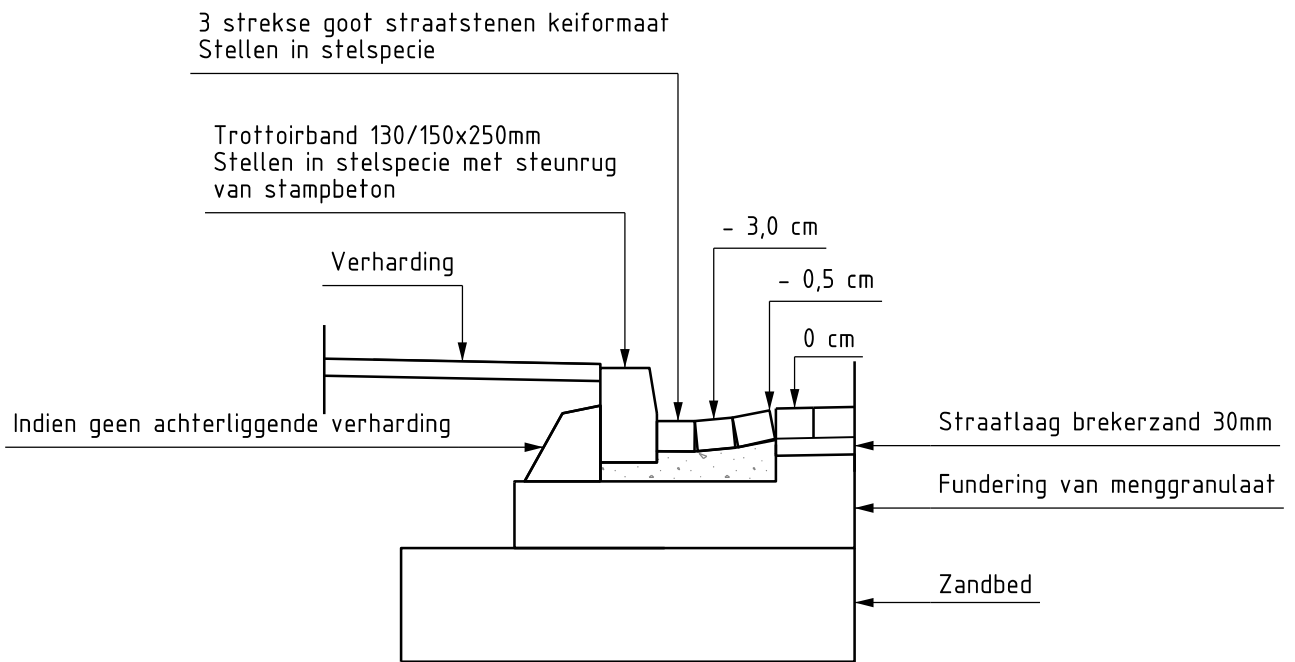 3 strekse goot straatstenen keiformaat
Stellen in stelspecie
Trottoirband 130/150x250mm
Stellen in stelspecie met steunrug
van stampbeton
- 3,0 cm
Verharding
- 0,5 cm
0 cm
Indien geen achterliggende verharding
Straatlaag brekerzand 30mm
Fundering van menggranulaat
Zandbed